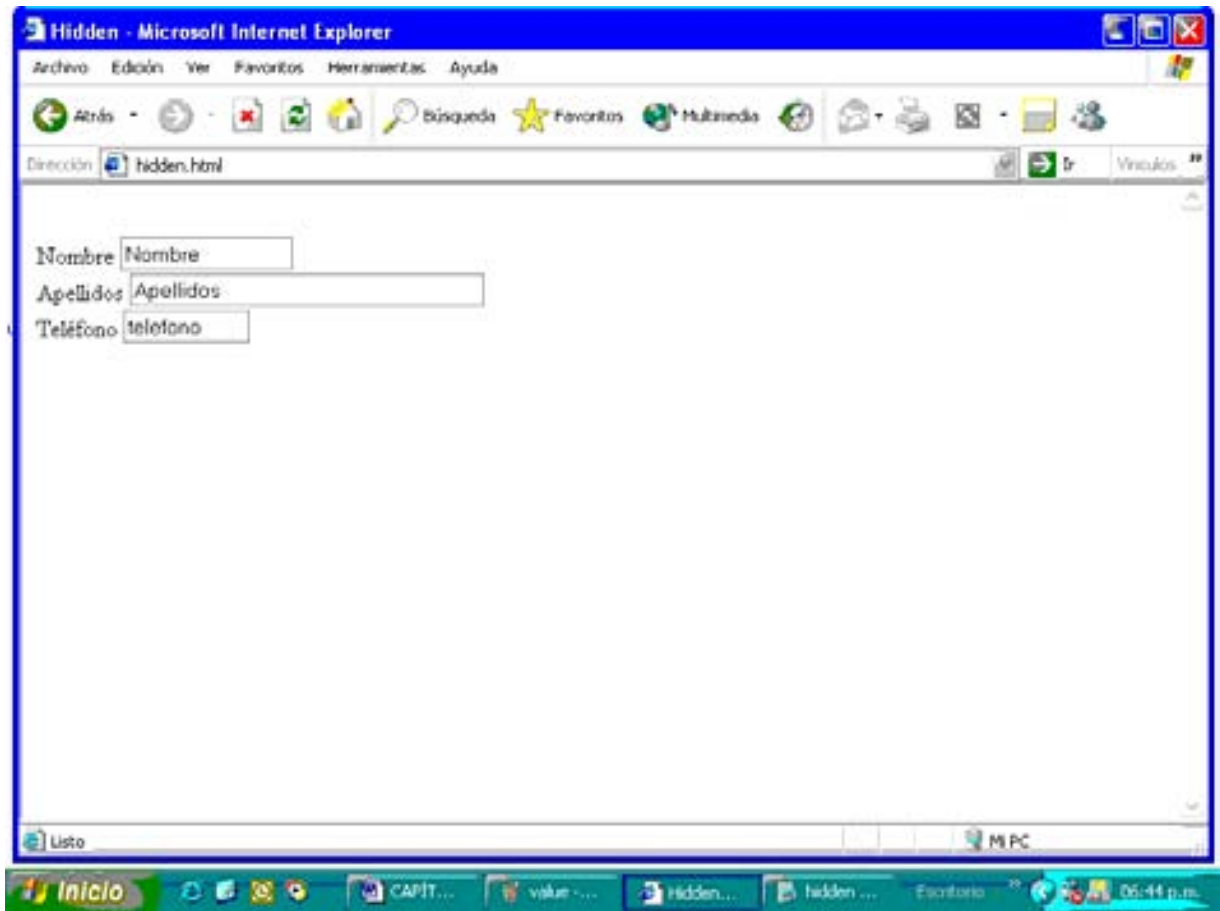 Hidden - Microsoft Internet Explorer
Archivo Edición Ver Favoritos Herramientas Ayuda
Atrás Búsqueda Favoritos Multimedia
Dirección hidden.html Ir Vínculos »
Nombre Nombre
Apellidos Apellidos
Teléfono telefono
Listo Mi PC
Inicio CAPÍT... value -... Hidden... hidden ... Escritorio » 06:44 p.m.